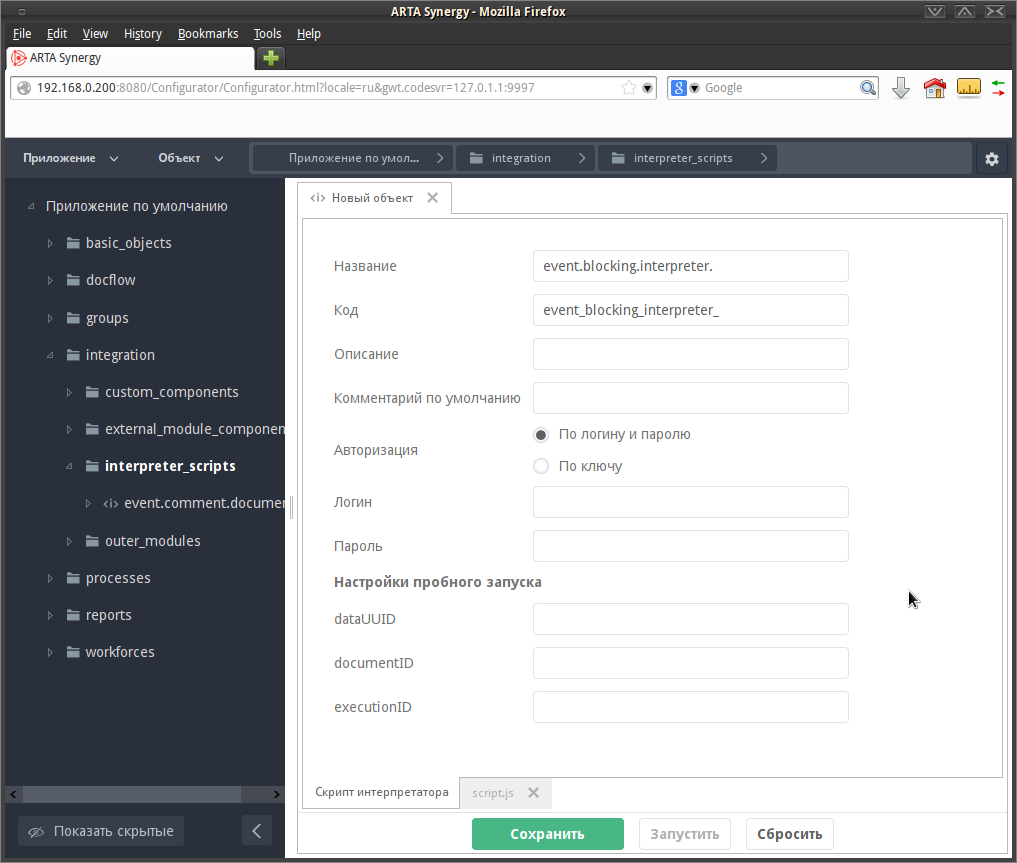 ARTA Synergy - Mozilla Firefox
File Edit View History Bookmarks Tools Help
ARTA Synergy
192.168.0.200:8080/Configurator/Configurator.html?locale=ru&gwt.codesvr=127.0.1.1:9997
Google
Приложение Объект Приложение по умол... integration interpreter_scripts
Приложение по умолчанию
basic_objects
docflow
groups
integration
custom_components
external_module_componen
interpreter_scripts
event.comment.documen
outer_modules
processes
reports
workforces
Показать скрытые
Новый объект
Название event.blocking.interpreter.
Код event_blocking_interpreter_
Описание
Комментарий по умолчанию
Авторизация
По логину и паролю
По ключу
Логин
Пароль
Настройки пробного запуска
dataUUID
documentID
executionID
Скрипт интерпретатора script.js
Сохранить Запустить Сбросить